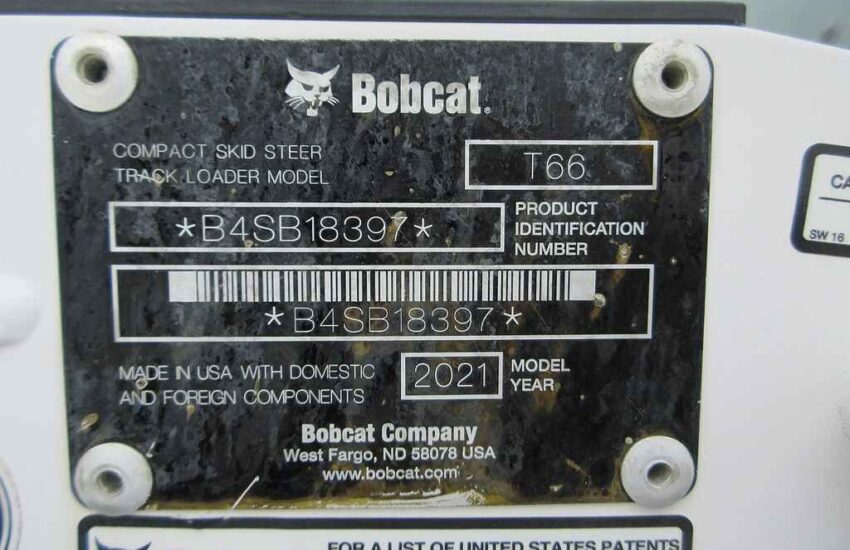 Bobcat.
COMPACT SKID STEER
TRACK LOADER MODEL
T66
*B4SB18397*
PRODUCT
IDENTIFICATION
NUMBER
*B4SB18397*
MADE IN USA WITH DOMESTIC
AND FOREIGN COMPONENTS
2021
MODEL
YEAR
Bobcat Company
West Fargo, ND 58078 USA
www.bobcat.com
CA
SW 16
FOR A LIST OF UNITED STATES PATENTS